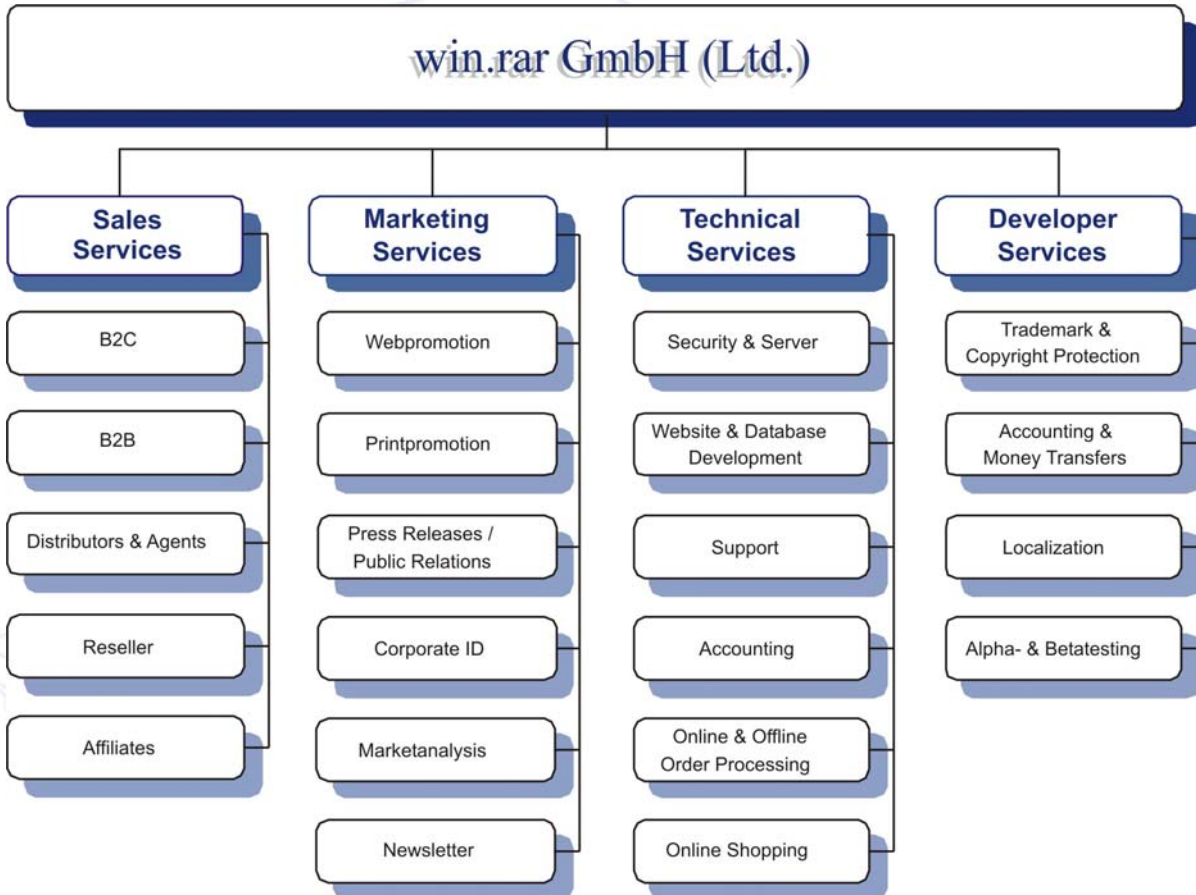 win.rar GmbH (Ltd.)
Sales
Services
B2C
B2B
Distributors & Agents
Reseller
Affiliates
Marketing
Services
Webpromotion
Printpromotion
Press Releases /
Public Relations
Corporate ID
Marketanalysis
Newsletter
Technical
Services
Security & Server
Website & Database
Development
Support
Accounting
Online & Offline
Order Processing
Online Shopping
Developer
Services
Trademark &
Copyright Protection
Accounting &
Money Transfers
Localization
Alpha- & Betatesting